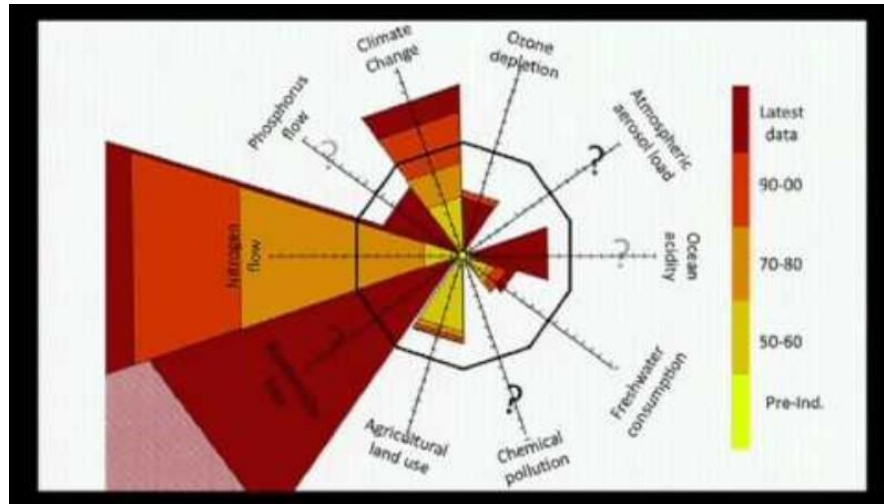 Climate
Change
Ozone
depletion
Atmospheric
aerosol load
Ocean
acidity
Freshwater
consumption
Chemical
pollution
Agricultural
land use
Nitrogen
flow
Phosphorus
flow
?
?
?
?
Latest
data
90-00
70-80
50-60
Pre-Ind.